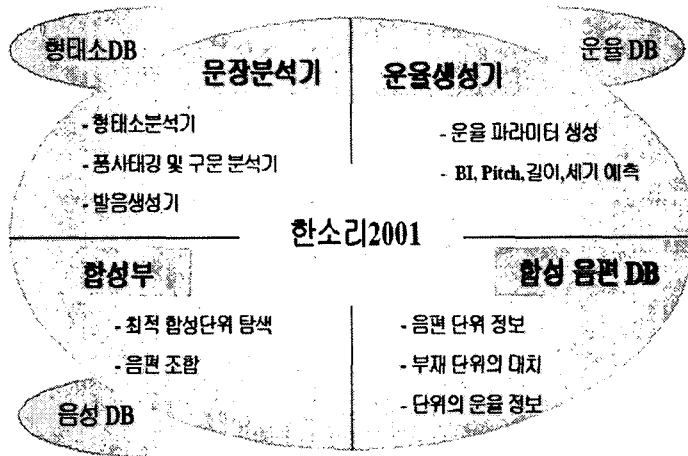 형태소DB
운율 DB
문장분석기
- 형태소분석기
- 품사태깅 및 구문 분석기
- 발음생성기
운율생성기
- 운율 파라미터 생성
- BI, Pitch,길이,세기 예측
한소리2001
합성부
- 최적 합성단위 탐색
- 음편 조합
합성 음편 DB
- 음편 단위 정보
- 부재 단위의 대치
- 단위의 운율 정보
음성 DB